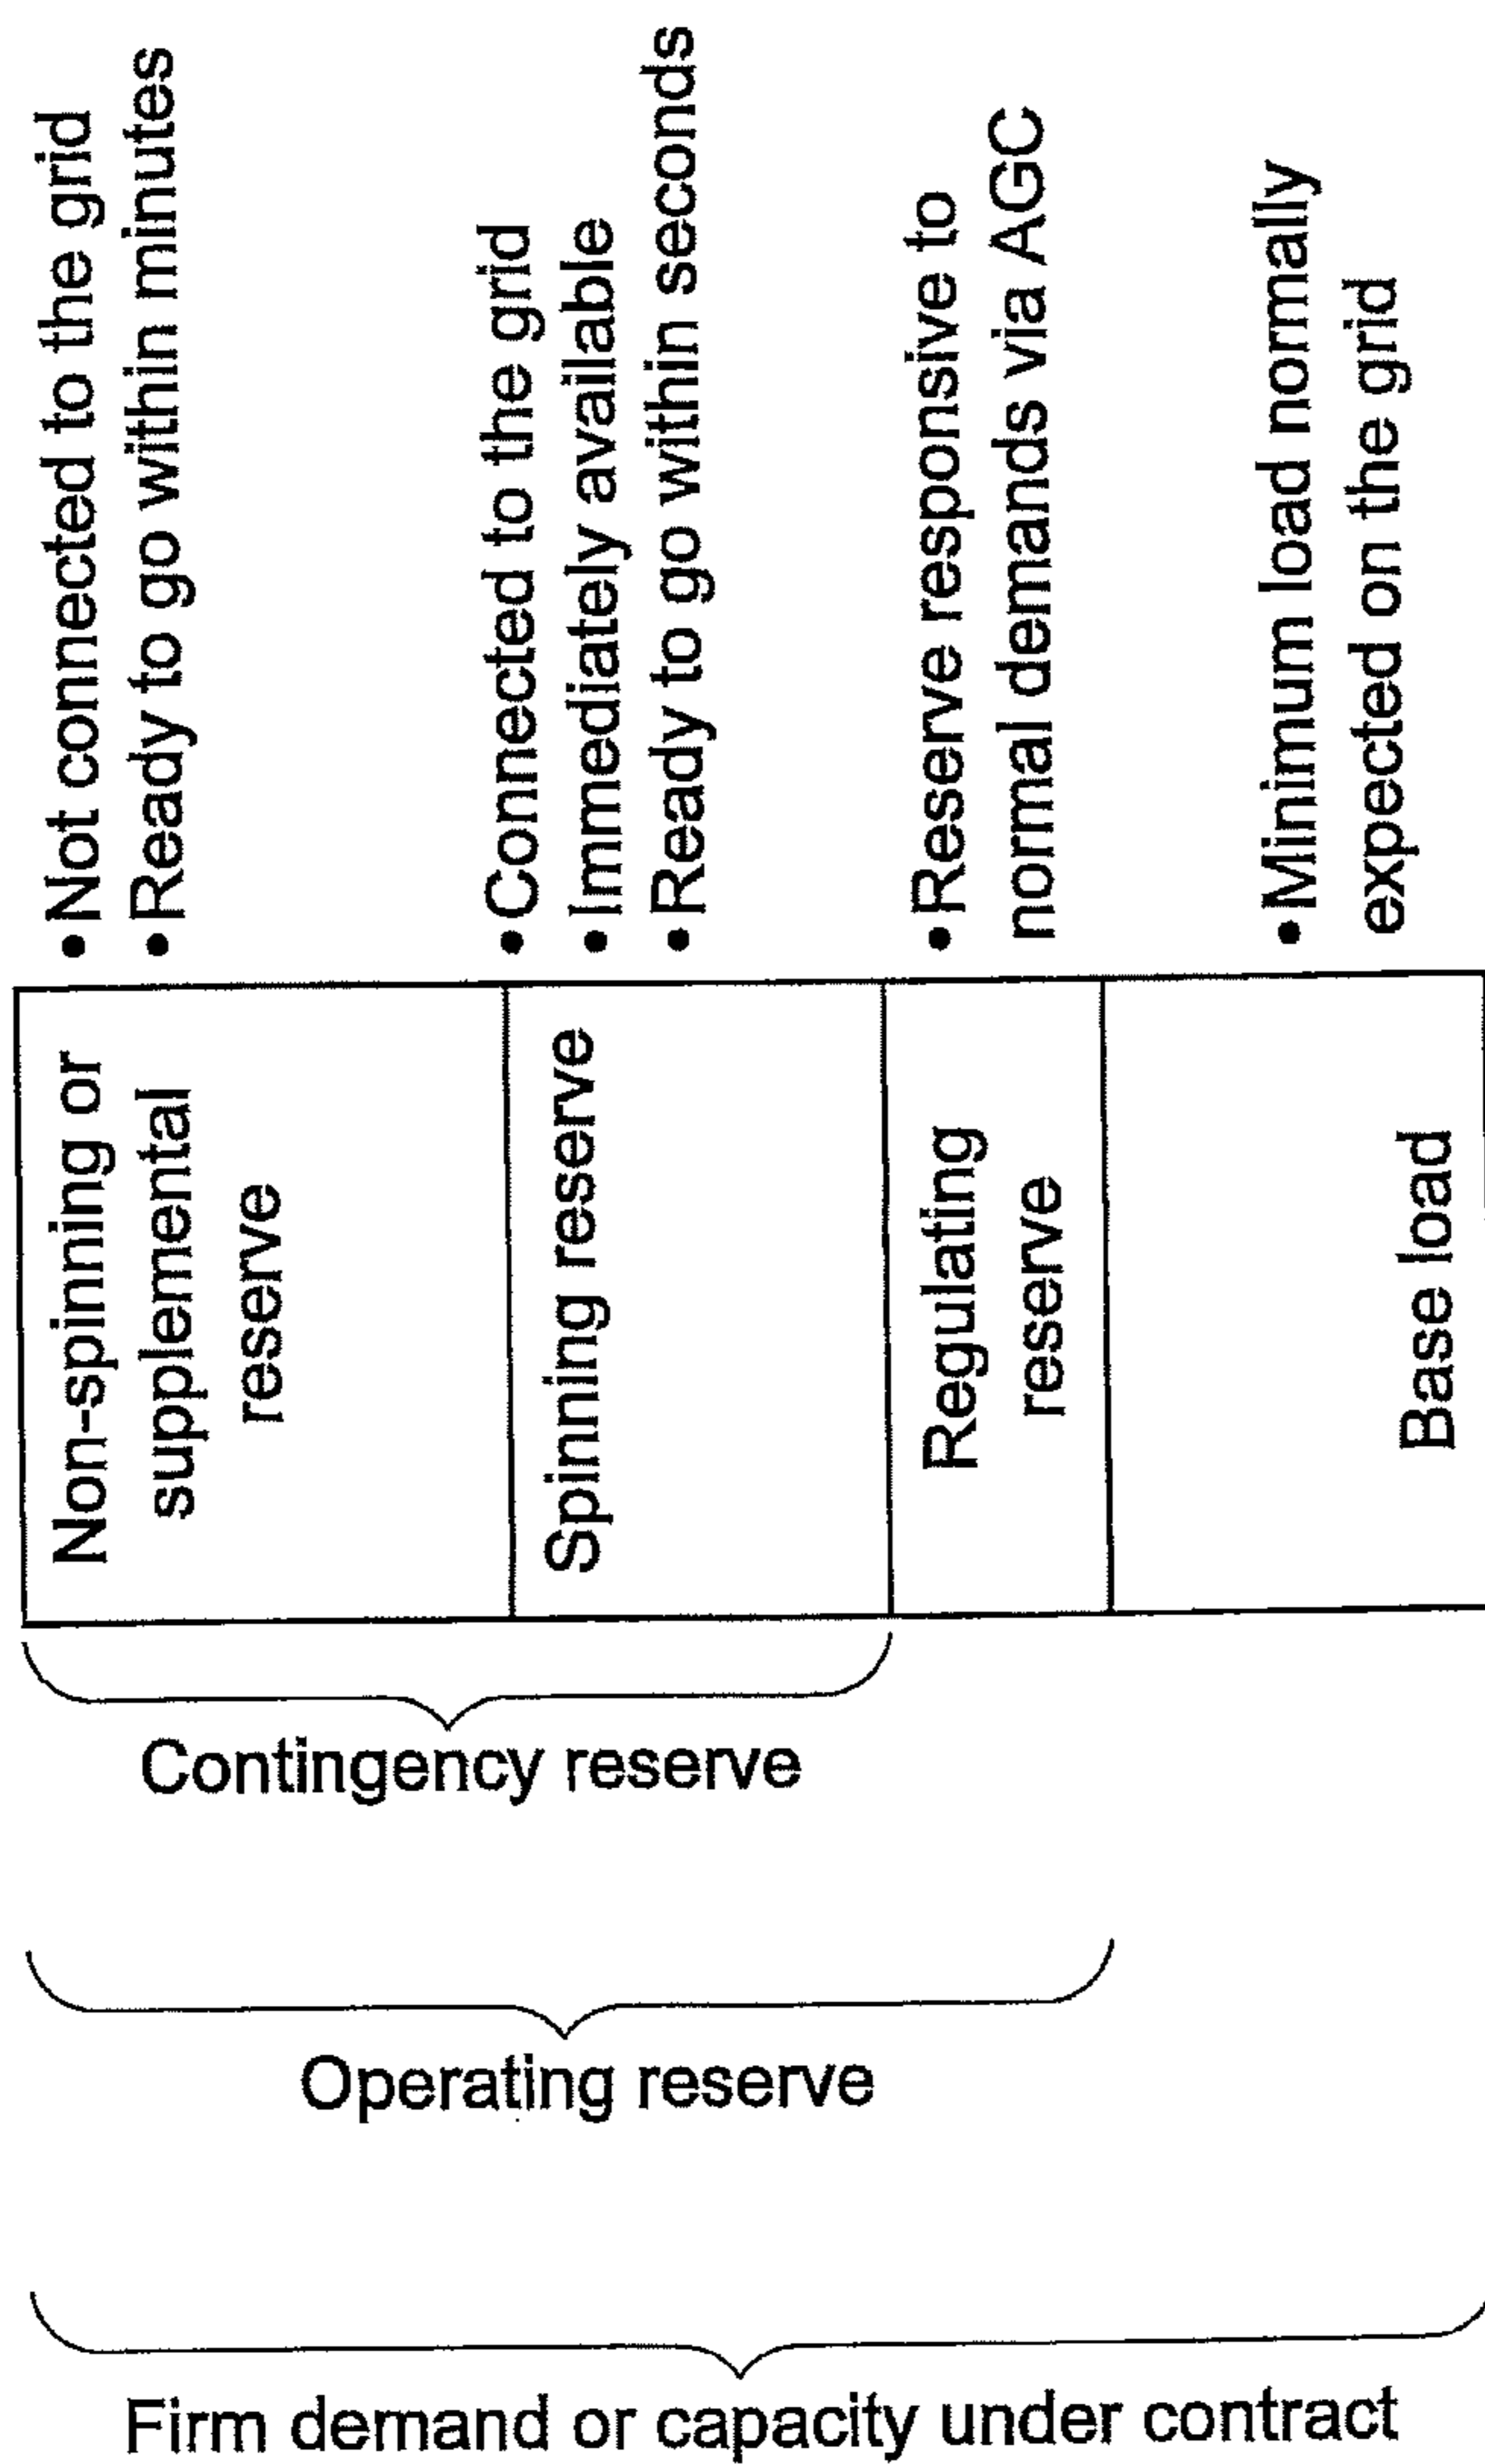 Non-spinning or
supplemental
reserve
•Not connected to the grid
•Ready to go within minutes
Spinning reserve
•Connected to the grid
•Immediately available
•Ready to go within seconds
Regulating
reserve
•Reserve responsive to
normal demands via AGC
Base load
•Minimum load normally
expected on the grid
Contingency reserve
Operating reserve
Firm demand or capacity under contract